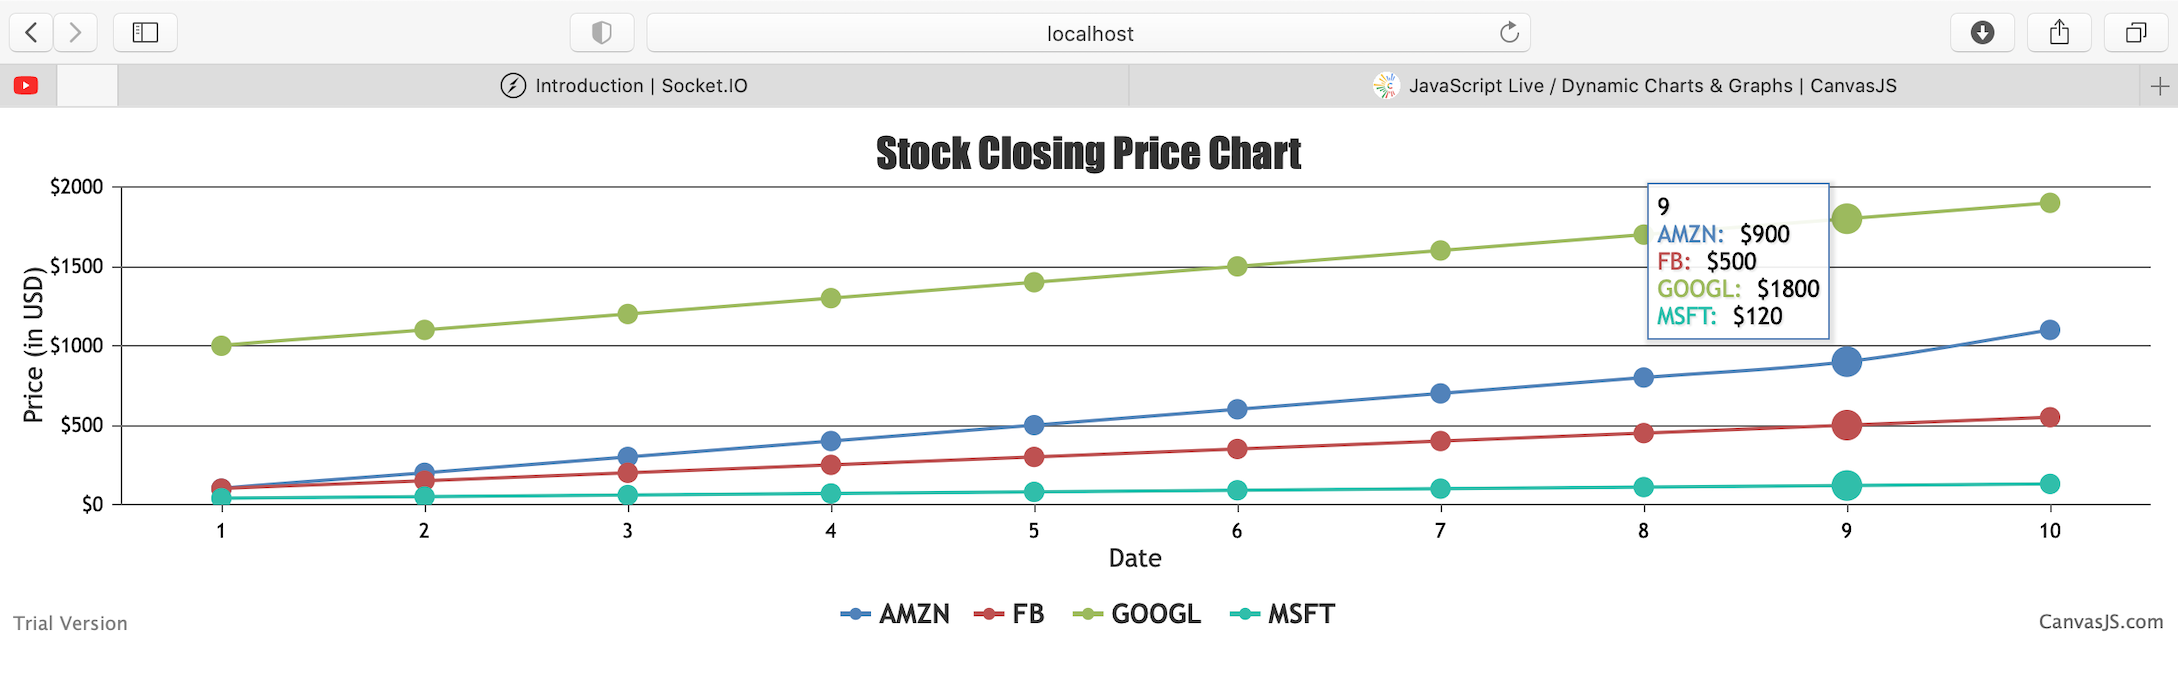 localhost
Introduction | Socket.IO
JavaScript Live / Dynamic Charts & Graphs | CanvasJS
Stock Closing Price Chart
Price (in USD)
$2000
$1500
$1000
$500
$0
9
AMZN: $900
FB: $500
GOOGL: $1800
MSFT: $120
1 2 3 4 5 6 7 8 9 10
Date
AMZN FB GOOGL MSFT
Trial Version
CanvasJS.com